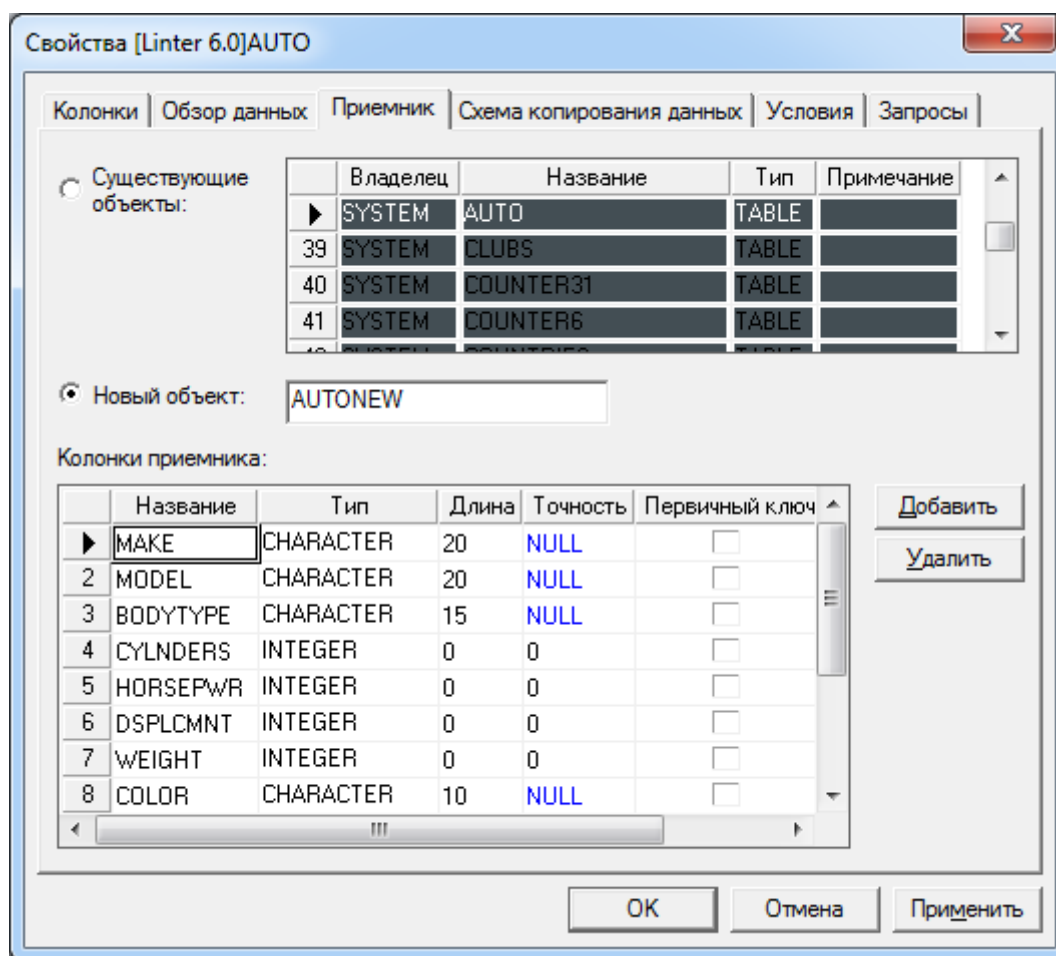 Свойства [Linter 6.0]AUTO
Колонки Обзор данных Приемник Схема копирования данных Условия Запросы
Существующие объекты:
Владелец Название Тип Примечание
SYSTEM AUTO TABLE
39 SYSTEM CLUBS TABLE
40 SYSTEM COUNTER31 TABLE
41 SYSTEM COUNTER6 TABLE
Новый объект: AUTONEW
Колонки приемника:
Название Тип Длина Точность Первичный ключ
MAKE CHARACTER 20 NULL
2 MODEL CHARACTER 20 NULL
3 BODYTYPE CHARACTER 15 NULL
4 CYLNDERS INTEGER 0 0
5 HORSEPWR INTEGER 0 0
6 DSPLCMNT INTEGER 0 0
7 WEIGHT INTEGER 0 0
8 COLOR CHARACTER 10 NULL
Добавить
Удалить
OK Отмена Применить